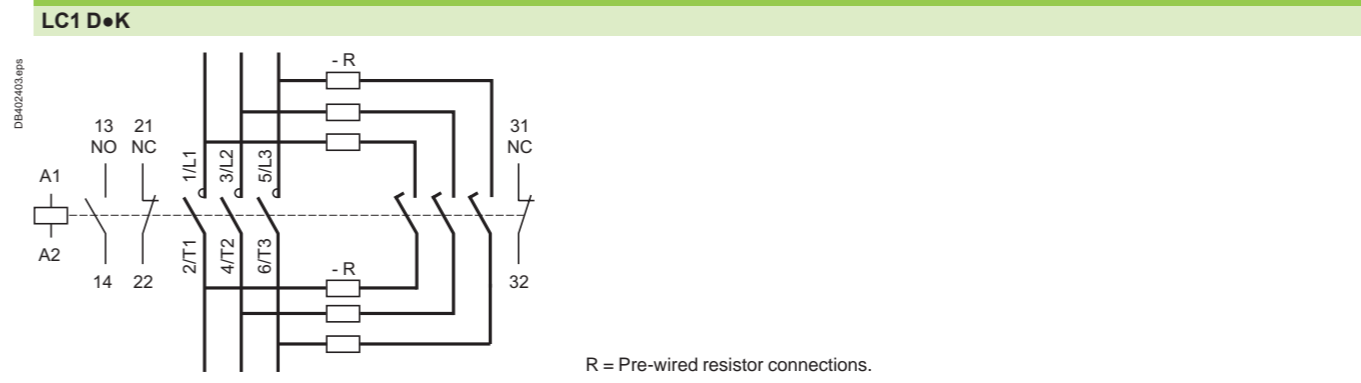 LC1 D●K
DB402403.eps
- R
13 21
NO NC
31
NC
A1
1/L1
3/L2
5/L3
A2
2/T1
4/T2
6/T3
14 22
- R
32
R = Pre-wired resistor connections.